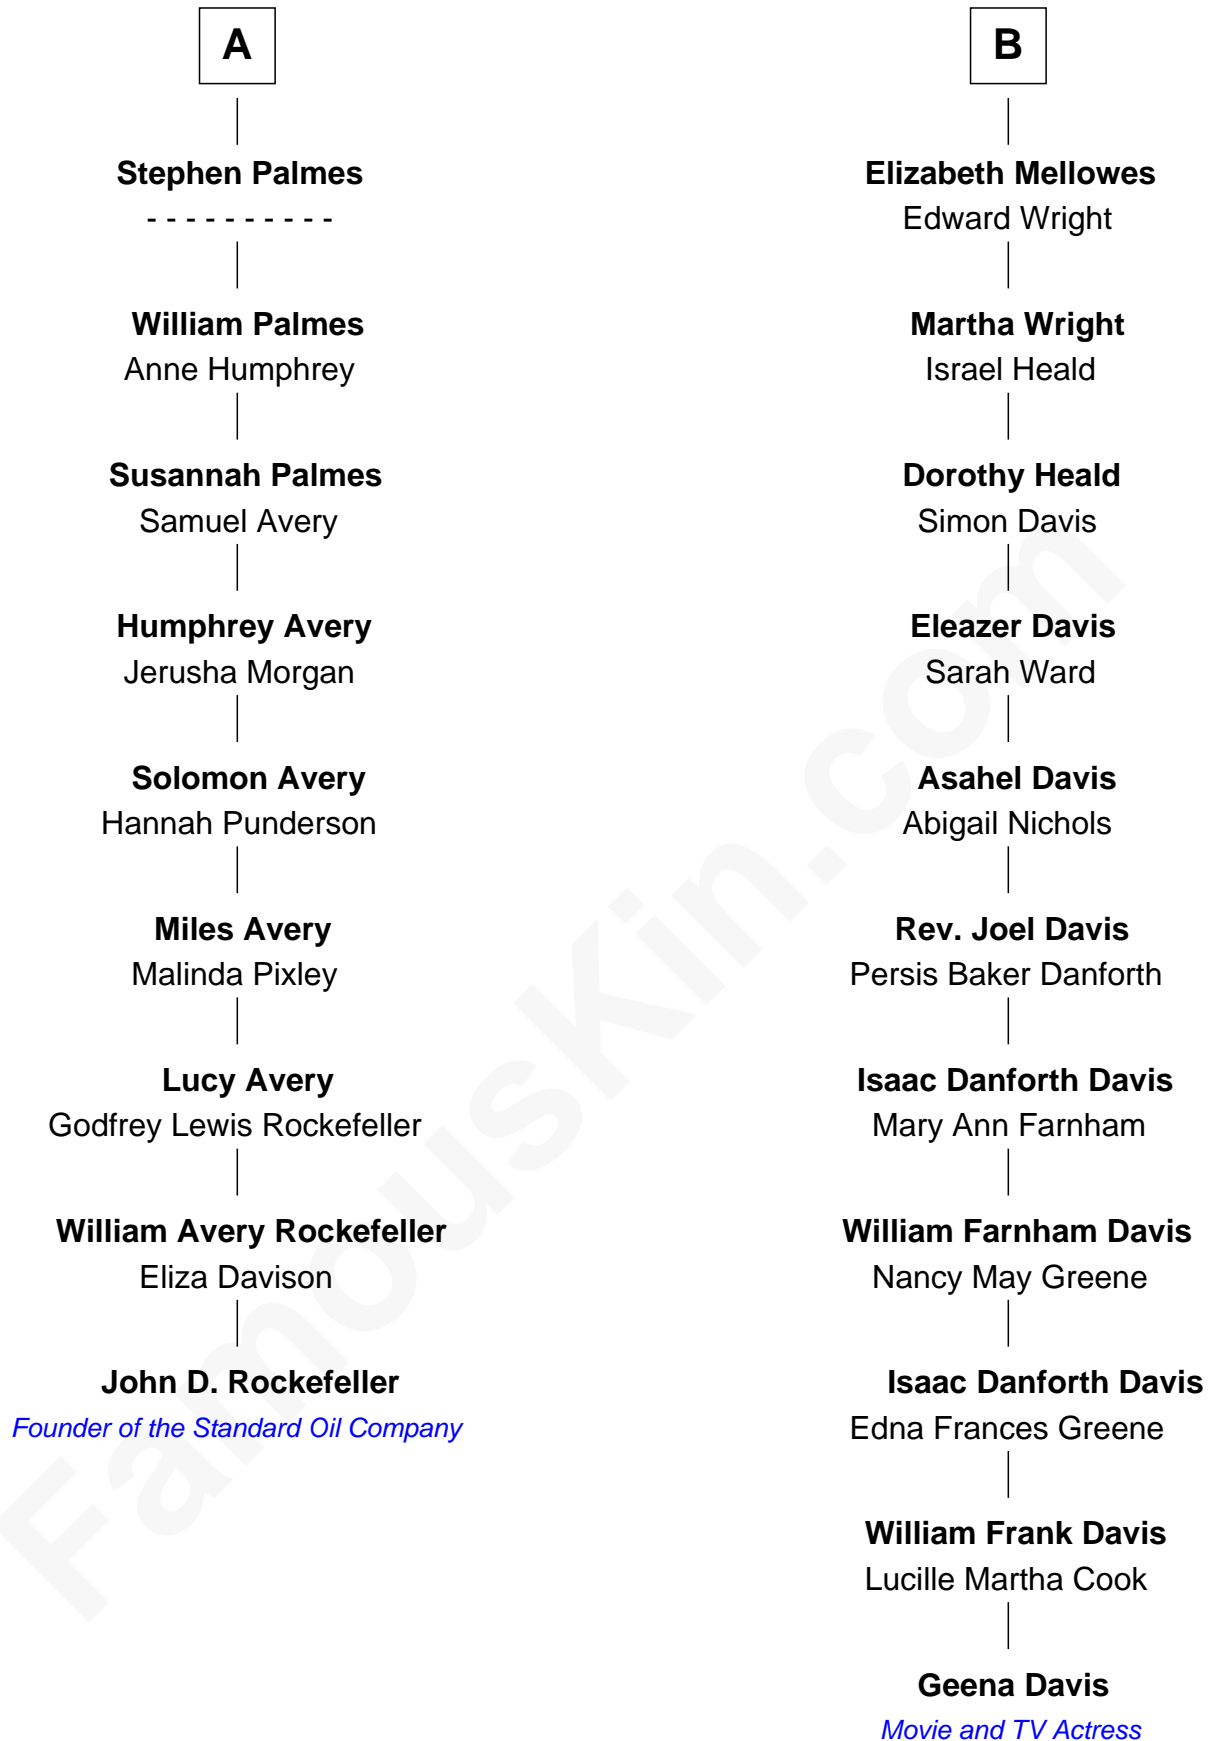 A
Stephen Palmes
- - - - - - - - - -
William Palmes
Anne Humphrey
Susannah Palmes
Samuel Avery
Humphrey Avery
Jerusha Morgan
Solomon Avery
Hannah Punderson
Miles Avery
Malinda Pixley
Lucy Avery
Godfrey Lewis Rockefeller
William Avery Rockefeller
Eliza Davison
John D. Rockefeller
Founder of the Standard Oil Company
B
Elizabeth Mellowes
Edward Wright
Martha Wright
Israel Heald
Dorothy Heald
Simon Davis
Eleazer Davis
Sarah Ward
Asahel Davis
Abigail Nichols
Rev. Joel Davis
Persis Baker Danforth
Isaac Danforth Davis
Mary Ann Farnham
William Farnham Davis
Nancy May Greene
Isaac Danforth Davis
Edna Frances Greene
William Frank Davis
Lucille Martha Cook
Geena Davis
Movie and TV Actress
FamousKin.com